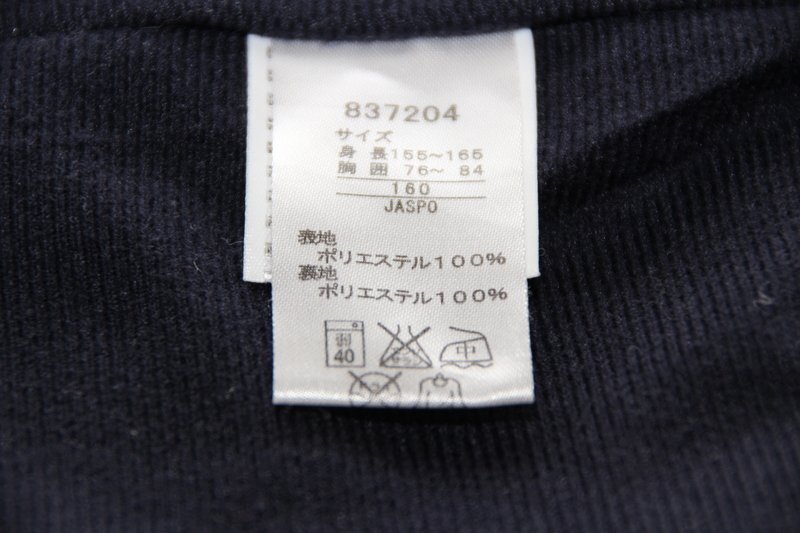 837204
サイズ
身長155~165
胸囲 76~ 84
160
JASPO
表地
ポリエステル100%
裏地
ポリエステル100%
弱
40
中